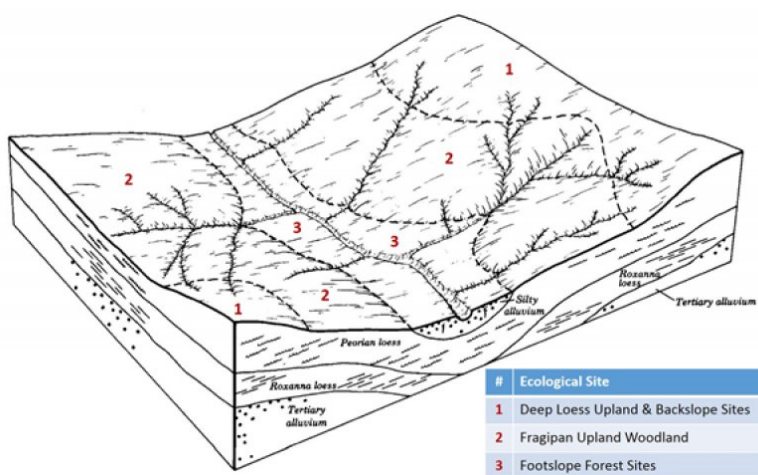 1
2
2
3
3
2
1
Silty
alluvium
Roxanna
loess
Tertiary alluvium
Peorian loess
Roxanna loess
Tertiary
alluvium
# Ecological Site
1 Deep Loess Upland & Backslope Sites
2 Fragipan Upland Woodland
3 Footslope Forest Sites